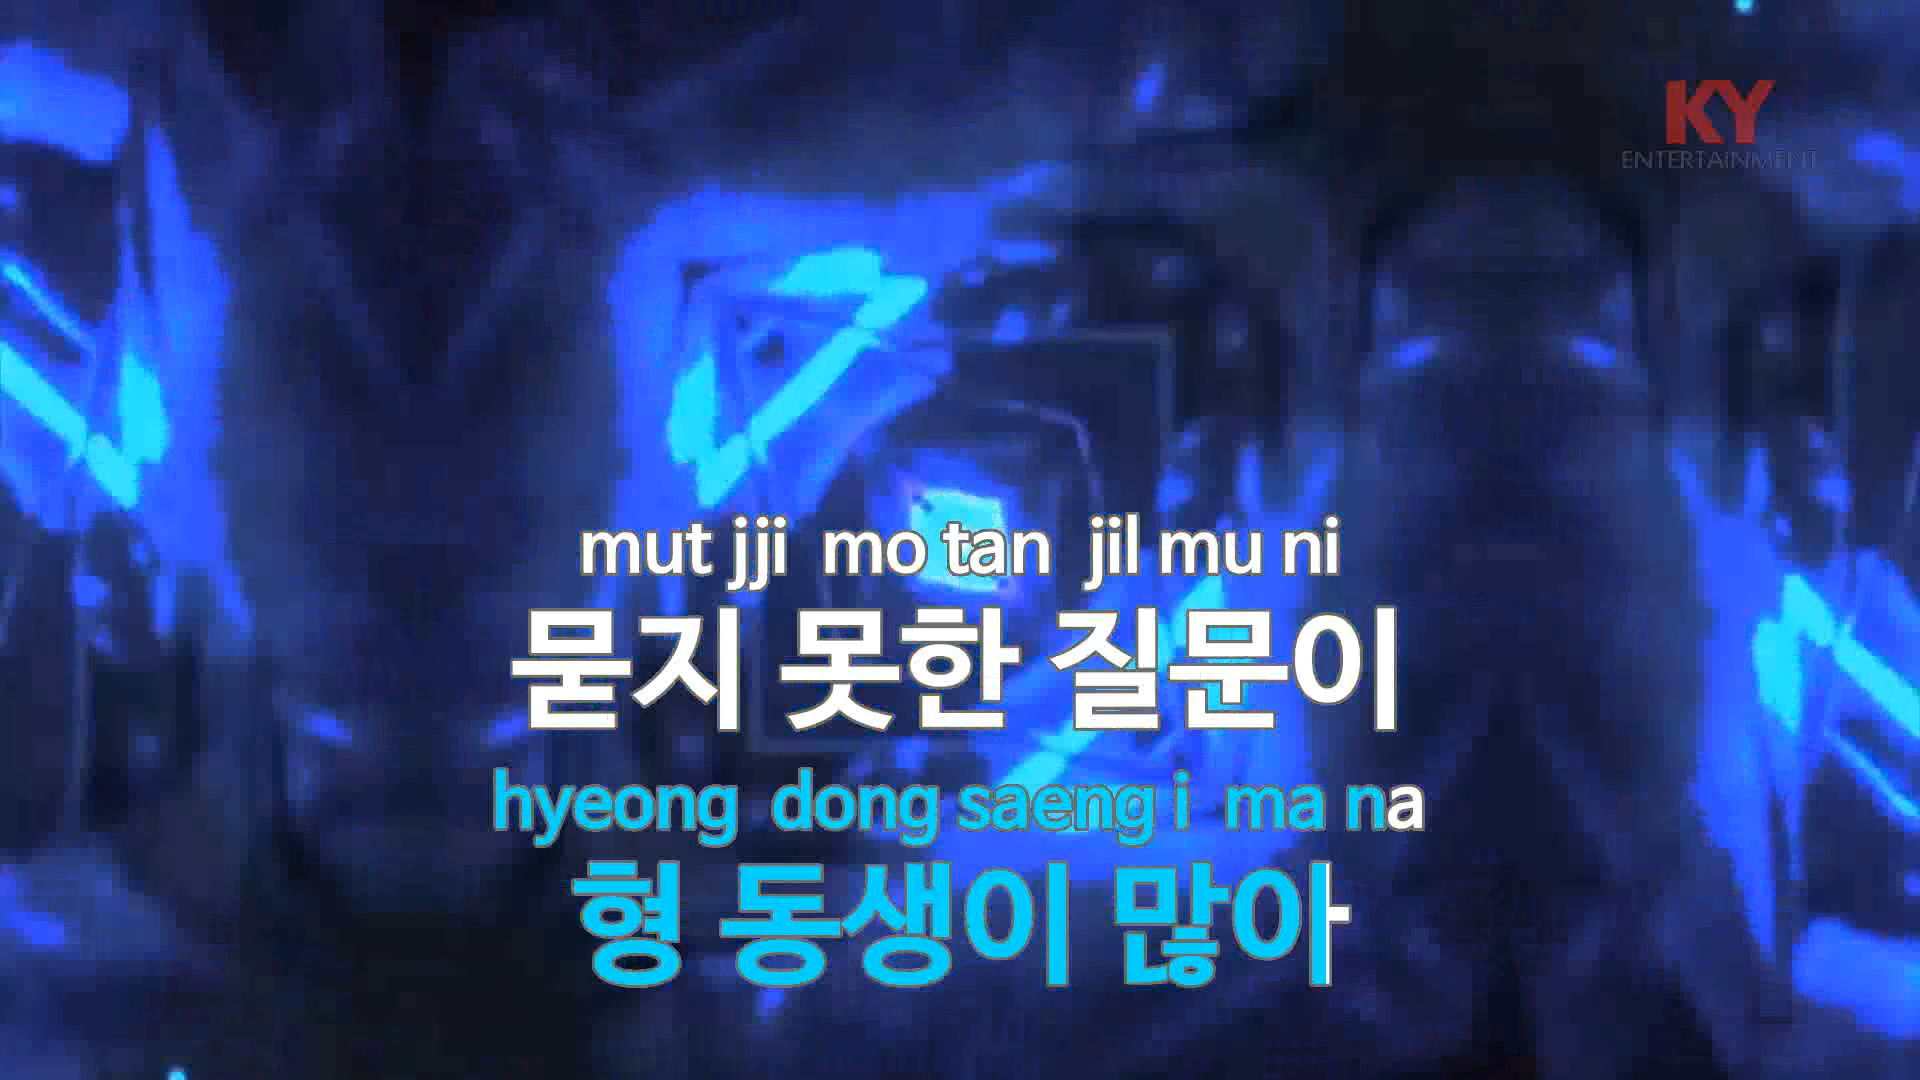 KY
ENTERTAINMENT
mut jji mo tan jil mu ni
묻지 못한 질문이
hyeong dong saeng i ma na
형 동생이 많아